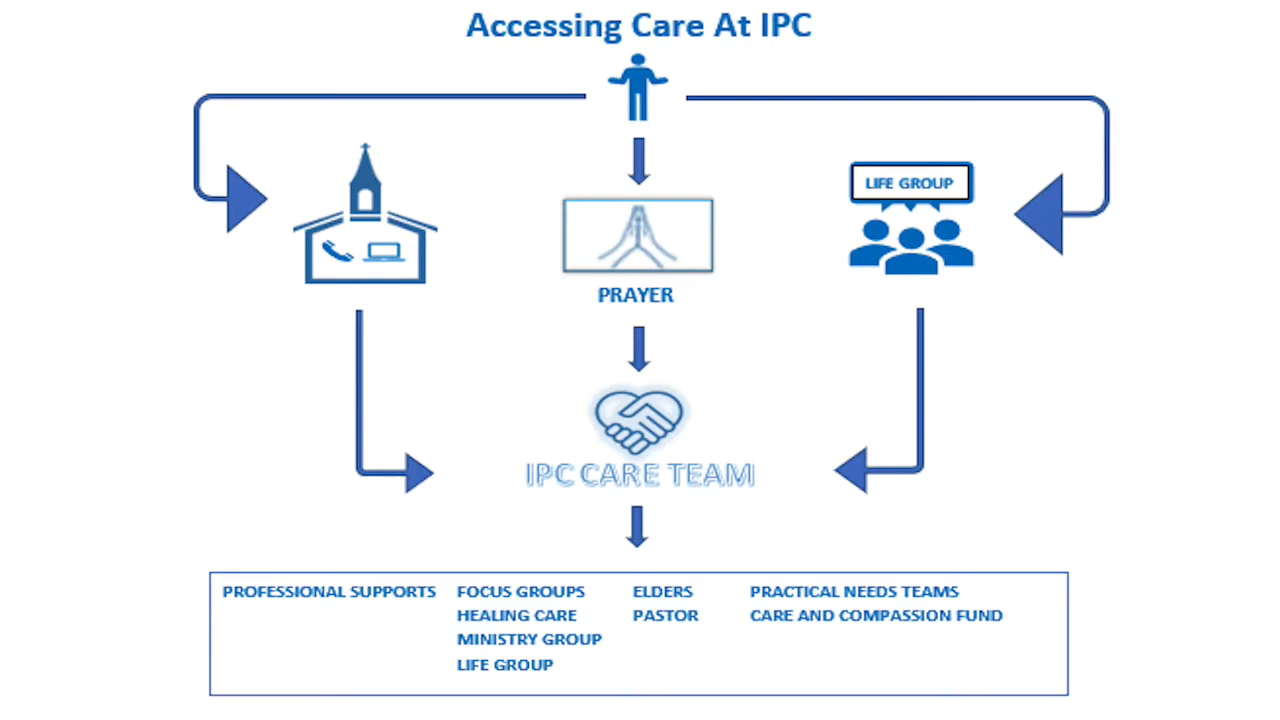 Accessing Care At IPC
LIFE GROUP
PRAYER
IPC CARE TEAM
PROFESSIONAL SUPPORTS
FOCUS GROUPS
HEALING CARE
MINISTRY GROUP
LIFE GROUP
ELDERS
PASTOR
PRACTICAL NEEDS TEAMS
CARE AND COMPASSION FUND